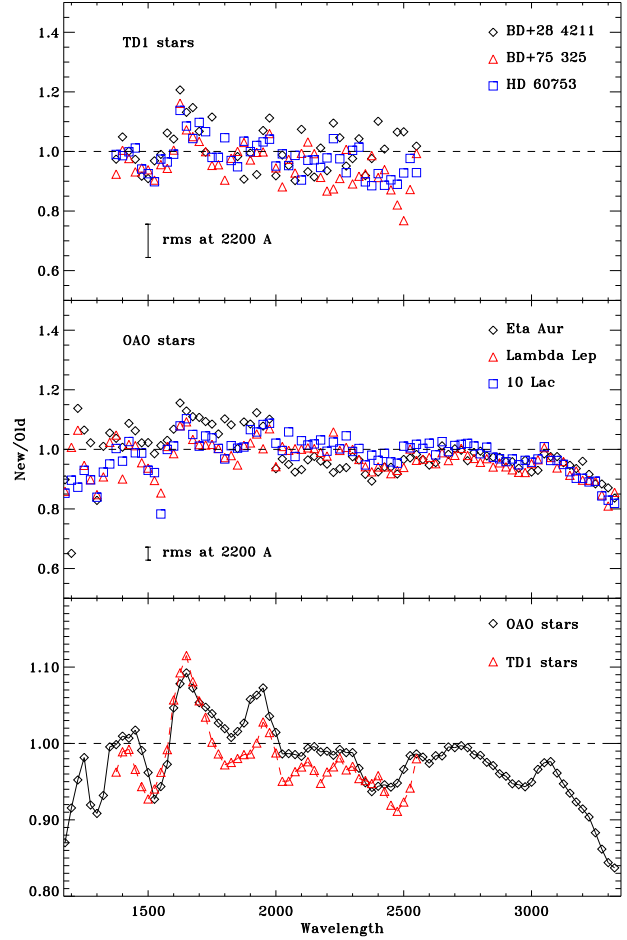 1.4
BD+28 4211
TD1 stars
BD+75 325
1.2
HD 60753
1.0
0.8
rms at 2200 A
0.6
1.4
Eta Aur
OAO stars
Lambda Lep
1.2
10 Lac
New/Old
1.0
0.8
rms at 2200 A
0.6
OAO stars
1.10
TD1 stars
1.00
0.90
0.80
1500 2000 2500 3000
Wavelength